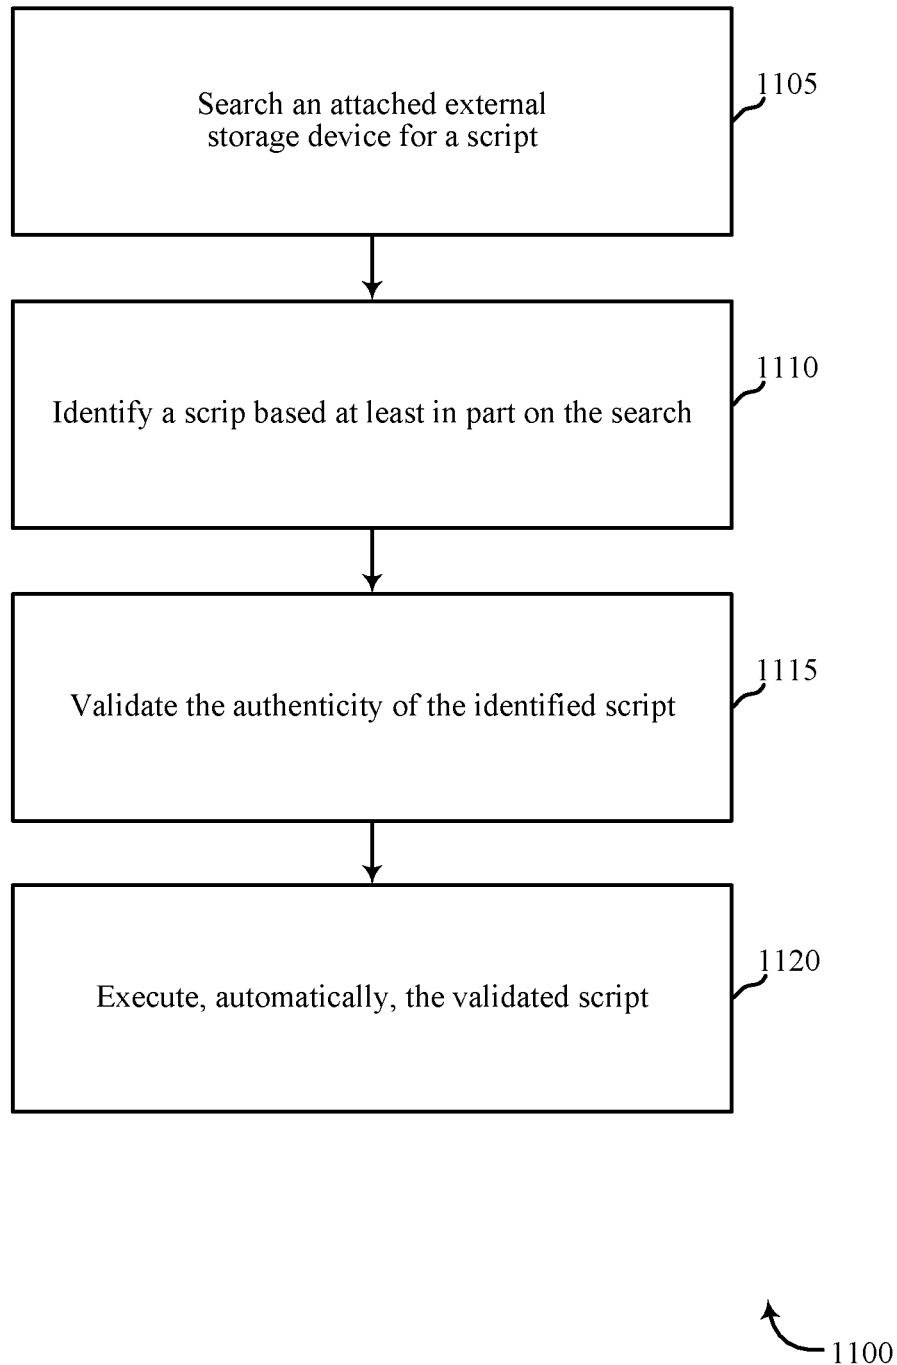 Search an attached external
storage device for a script
1105
Identify a scrip based at least in part on the search
1110
Validate the authenticity of the identified script
1115
Execute, automatically, the validated script
1120
1100